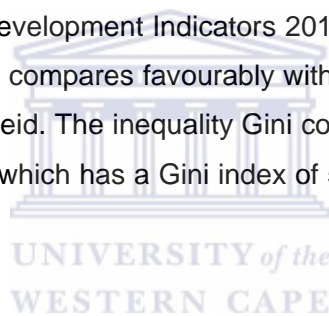 evelopment Indicators 201
compares favourably with
eid. The inequality Gini co
which has a Gini index of
UNIVERSITY of the
WESTERN CAPE